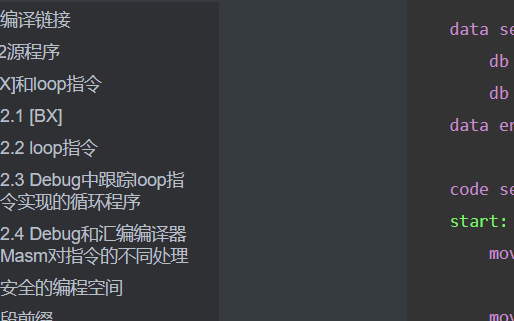 编译链接
2源程序
X]和loop指令
2.1 [BX]
2.2 loop指令
2.3 Debug中跟踪loop指
令实现的循环程序
2.4 Debug和汇编编译器
Masm对指令的不同处理
安全的编程空间
段前缀
data se
db
db
data en
code se
start:
mov
mov